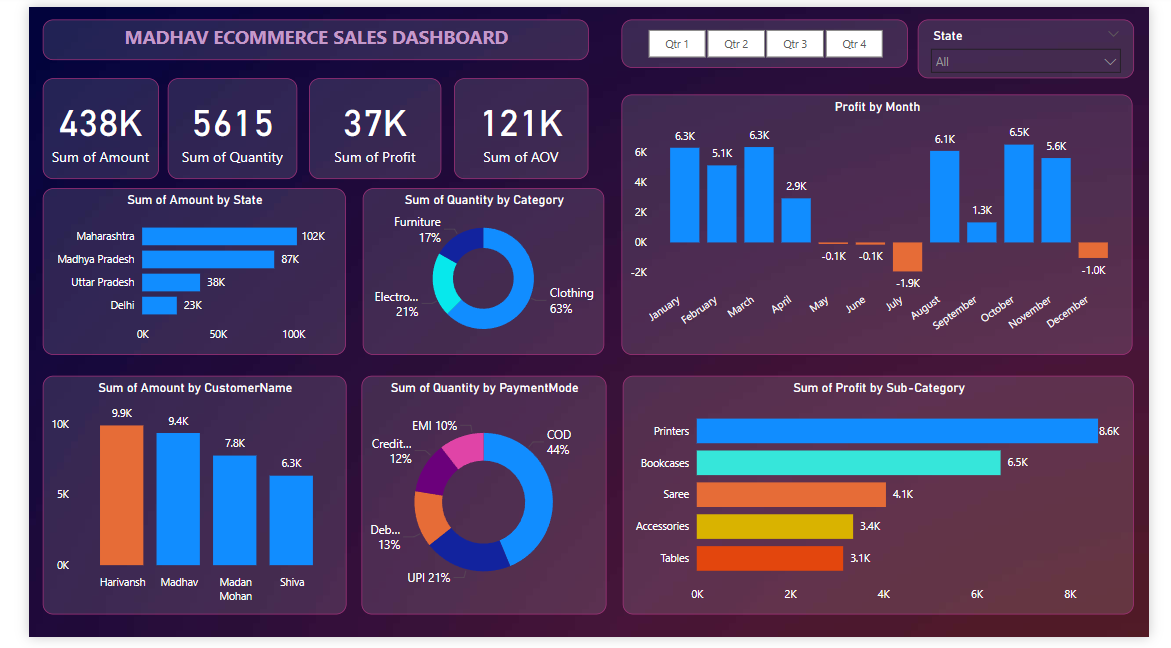 MADHAV ECOMMERCE SALES DASHBOARD
Qtr 1 Qtr 2 Qtr 3 Qtr 4
State
All
438K
Sum of Amount
5615
Sum of Quantity
37K
Sum of Profit
121K
Sum of AOV
Profit by Month
6K
4K
2K
0K
-2K
6.3K
5.1K
6.3K
2.9K
-0.1K
-0.1K
-1.9K
6.1K
1.3K
6.5K
5.6K
-1.0K
January
February
March
April
May
June
July
August
September
October
November
December
Sum of Amount by State
Maharashtra 102K
Madhya Pradesh 87K
Uttar Pradesh 38K
Delhi 23K
0K 50K 100K
Sum of Quantity by Category
Furniture
17%
Electro...
21%
Clothing
63%
Sum of Amount by CustomerName
10K
5K
0K
9.9K
9.4K
7.8K
6.3K
Harivansh
Madhav
Madan
Mohan
Shiva
Sum of Quantity by PaymentMode
EMI 10%
Credit...
12%
Deb...
13%
UPI 21%
COD
44%
Sum of Profit by Sub-Category
Printers 8.6K
Bookcases 6.5K
Saree 4.1K
Accessories 3.4K
Tables 3.1K
0K 2K 4K 6K 8K